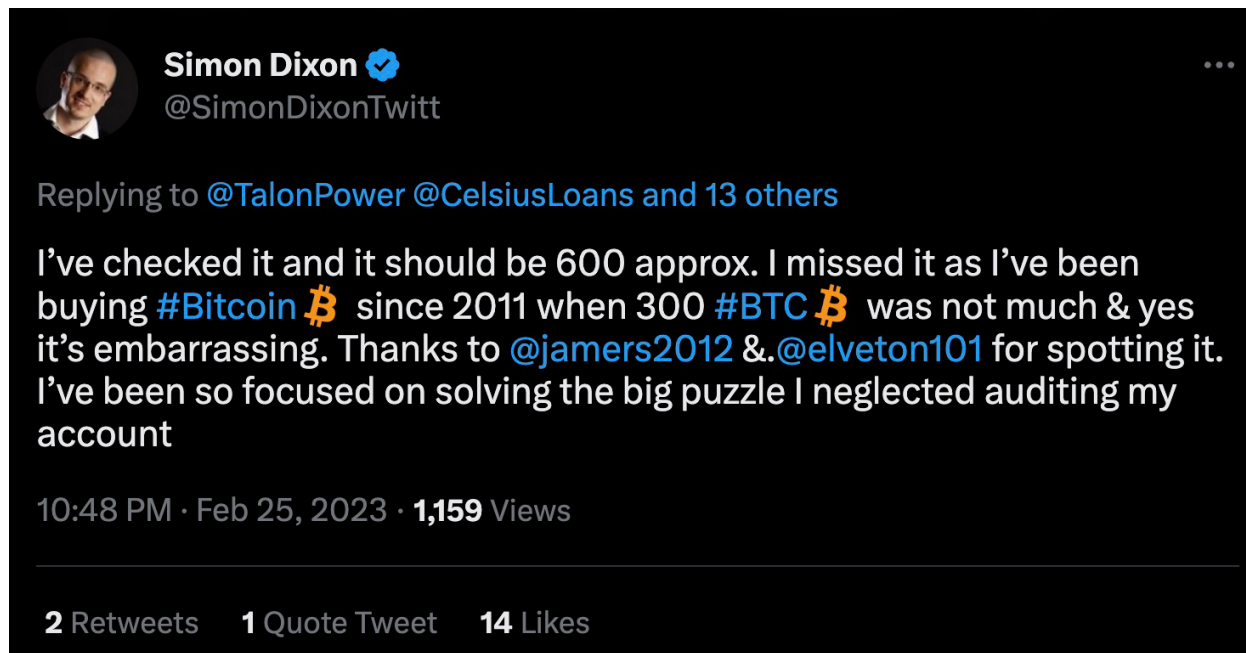 Simon Dixon
@SimonDixonTwitt
Replying to @TalonPower @CelsiusLoans and 13 others
I’ve checked it and it should be 600 approx. I missed it as I’ve been
buying #Bitcoin since 2011 when 300 #BTC was not much & yes
it’s embarrassing. Thanks to @jamers2012 &.@elveton101 for spotting it.
I’ve been so focused on solving the big puzzle I neglected auditing my
account
10:48 PM · Feb 25, 2023 · 1,159 Views
2 Retweets 1 Quote Tweet 14 Likes